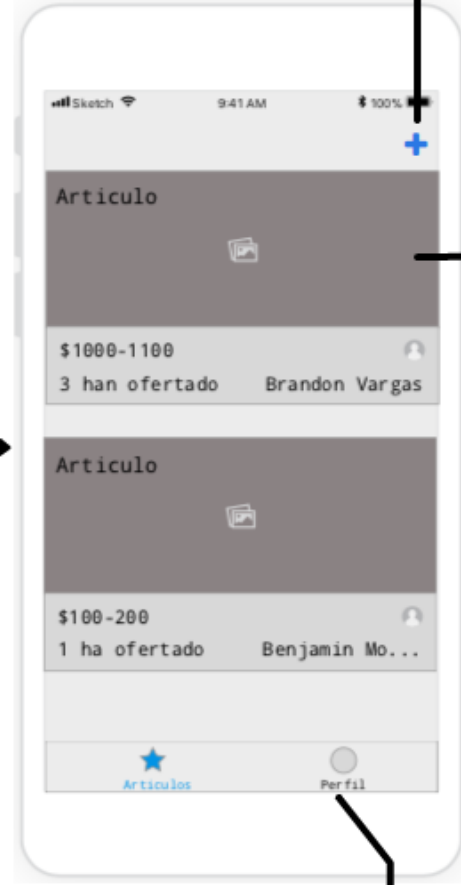 Sketch 9:41 AM 100%
Articulo
$1000-1100
3 han ofertado Brandon Vargas
Articulo
$100-200
1 ha ofertado Benjamin Mo...
Articulos Perfil